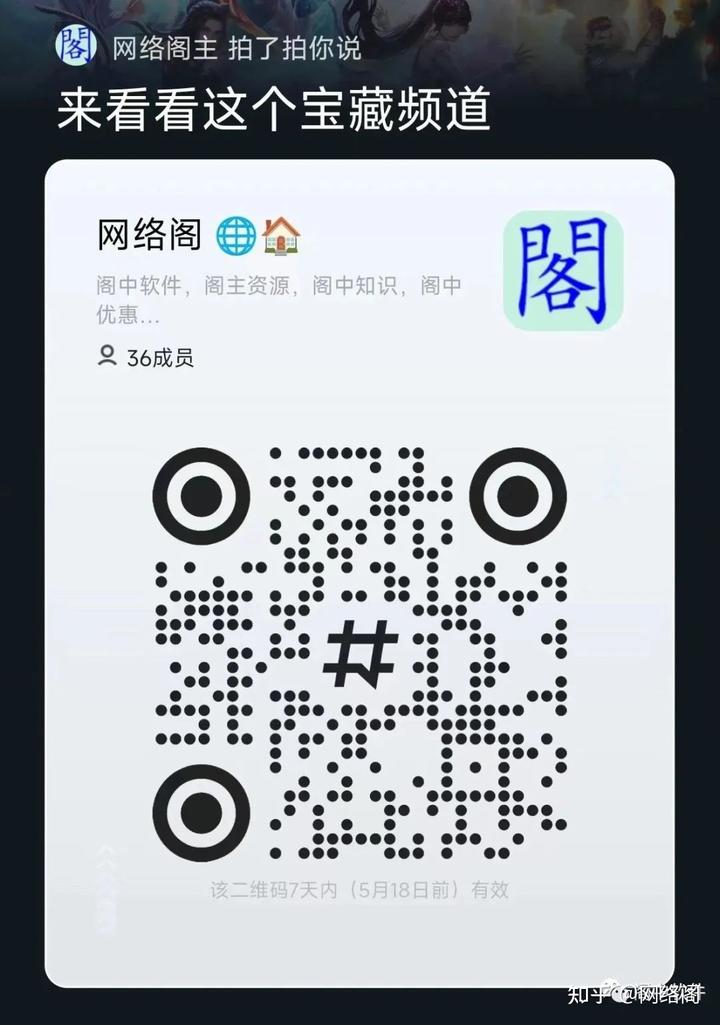 閣 网络阁主 拍了拍你说
来看看这个宝藏频道
网络阁 🌐🏠
閣
阁中软件，阁主资源，阁中知识，阁中
优惠...
36成员
#
该二维码7天内（5月18日前）有效
知乎 @网络阁